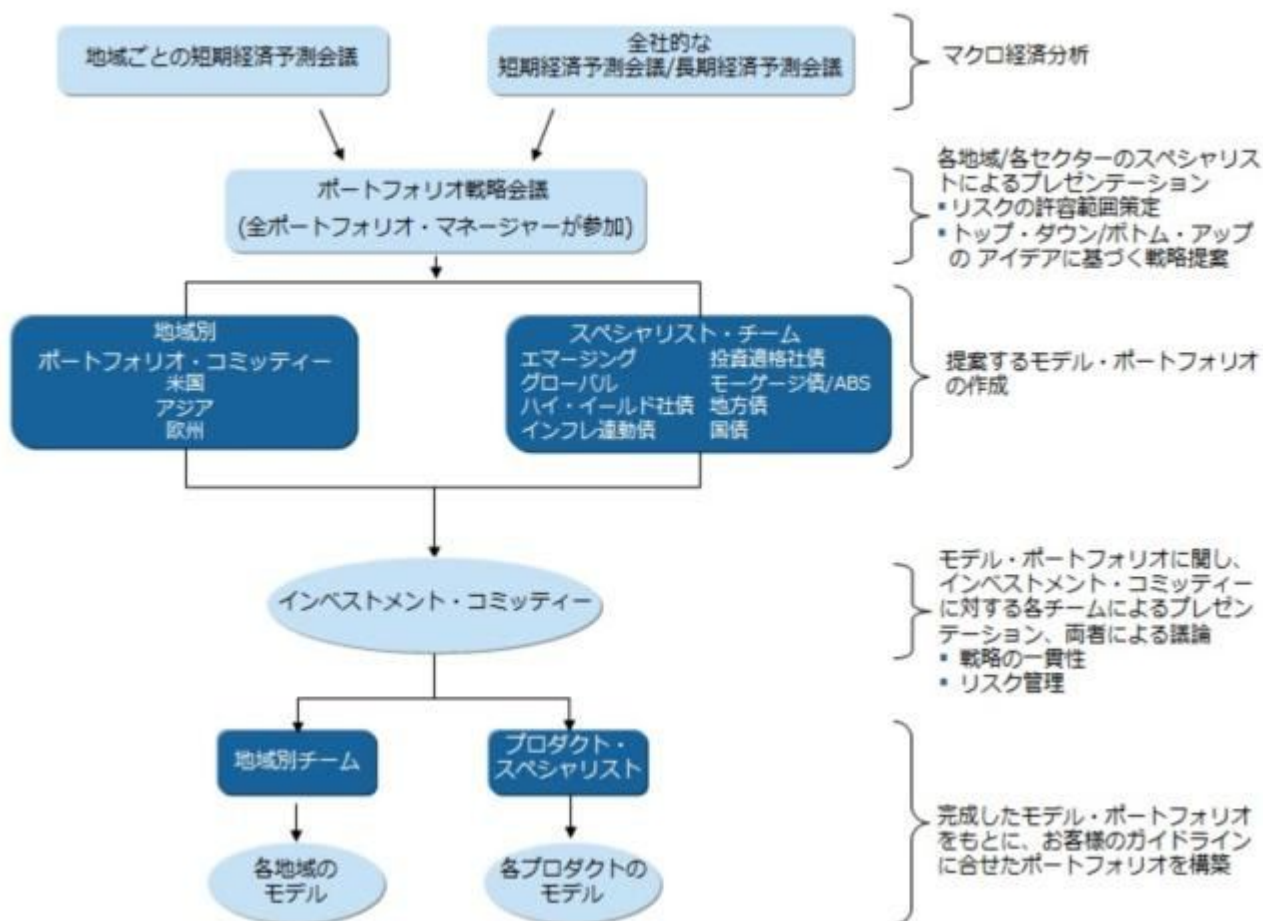 地域ごとの短期経済予測会議
全社的な
短期経済予測会議/長期経済予測会議
マクロ経済分析
ポートフォリオ戦略会議
(全ポートフォリオ・マネージャーが参加)
各地域/各セクターのスペシャリス
トによるプレゼンテーション
▪ リスクの許容範囲策定
▪ トップ・ダウン/ボトム・アップ
の アイデアに基づく戦略提案
地域別
ポートフォリオ・コミッティー
米国
アジア
欧州
スペシャリスト・チーム
エマージング 投資適格社債
グローバル モーゲージ債/ABS
ハイ・イールド社債 地方債
インフレ連動債 国債
提案するモデル・ポートフォリオ
の作成
インベストメント・コミッティー
モデル・ポートフォリオに関し、
インベストメント・コミッティー
に対する各チームによるプレゼン
テーション、両者による議論
▪ 戦略の一貫性
▪ リスク管理
地域別チーム
プロダクト・
スペシャリスト
各地域の
モデル
各プロダクトの
モデル
完成したモデル・ポートフォリオ
をもとに、お客様のガイドライン
に合せたポートフォリオを構築